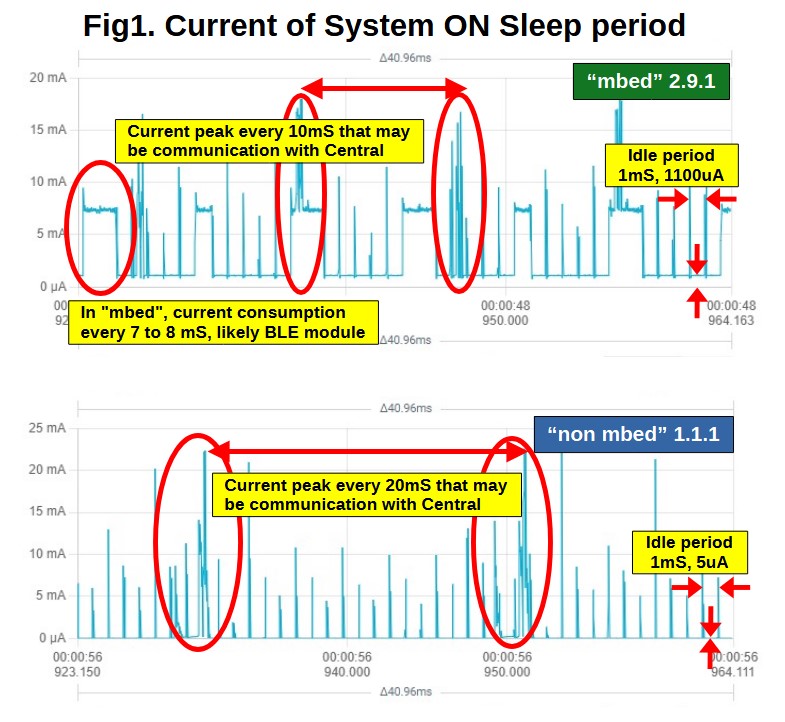 Fig1. Current of System ON Sleep period
Δ40.96ms
20 mA
“mbed” 2.9.1
15 mA
Current peak every 10mS that may
be communication with Central
Idle period
1mS, 1100uA
10 mA
5 mA
0 µA
00:00:48
950.000
00:00:48
964.163
In "mbed", current consumption
every 7 to 8 mS, likely BLE module
Δ40.96ms
Δ40.96ms
25 mA
“non mbed” 1.1.1
20 mA
Current peak every 20mS that may
be communication with Central
15 mA
Idle period
1mS, 5uA
10 mA
5 mA
0 µA
00:00:56
923.150
00:00:56
940.000
00:00:56
950.000
00:00:56
964.111
Δ40.96ms